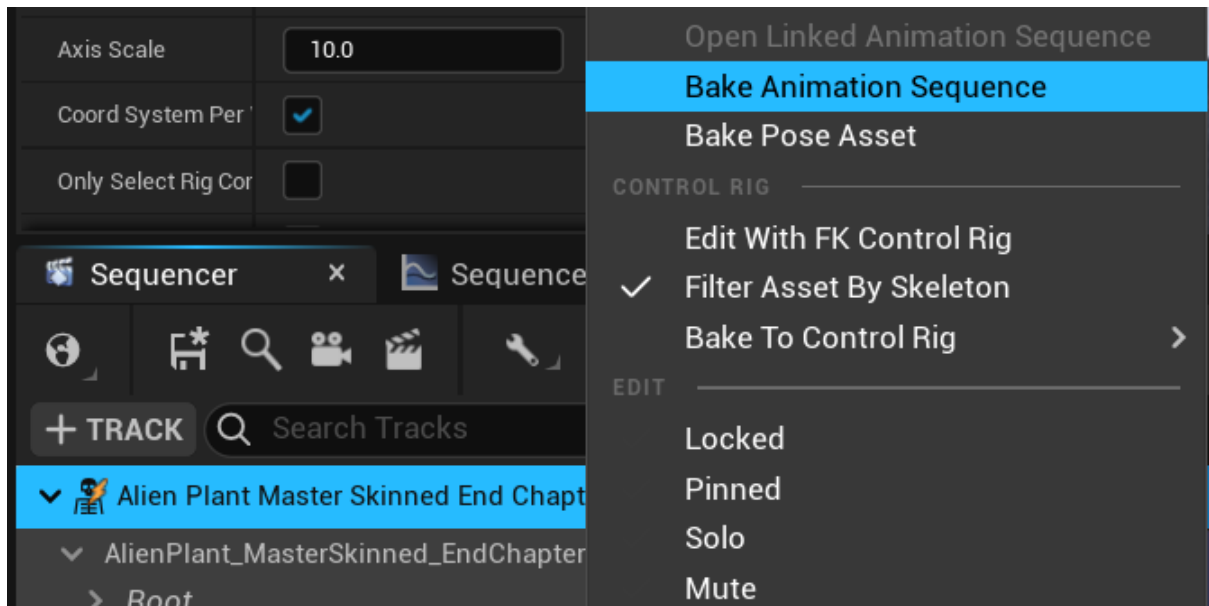 Axis Scale
10.0
Coord System Per
Only Select Rig Cor
Open Linked Animation Sequence
Bake Animation Sequence
Bake Pose Asset
CONTROL RIG
Edit With FK Control Rig
Filter Asset By Skeleton
Bake To Control Rig
EDIT
Locked
Pinned
Solo
Mute
Sequencer
Sequence
+ TRACK
Search Tracks
Alien Plant Master Skinned End Chapt
AlienPlant_MasterSkinned_EndChapter
Root